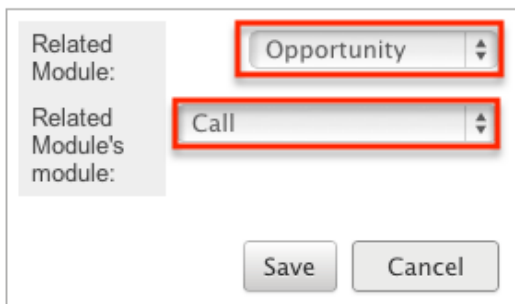 Related
Module:
Opportunity
Related
Module's
module:
Call
Save
Cancel